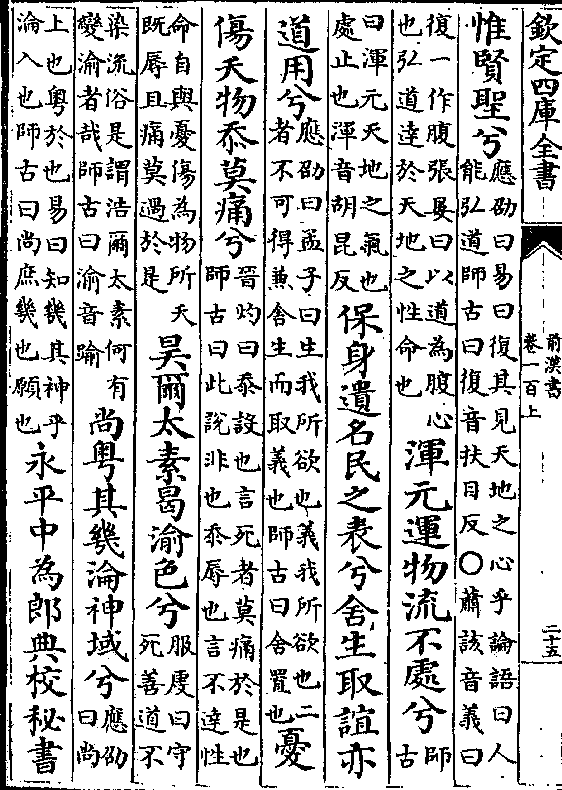 欽定四庫全書
前漢書
卷一百上
二十五
惟賢聖兮
應劭曰易曰復其見天地之心乎論語曰人
能弘道師古曰復音扶目反〇蕭該音義曰
復一作腹張晏曰以道為腹心
也弘道達於天地之性命也
渾元運物流不處兮
師
古
曰渾元天地之氣也
處止也渾音胡昆反
保身遺名民之表兮舍生取誼亦
道用兮
應劭曰孟子曰生我所欲也義我所欲也二
者不可得兼舍生而取義也師古曰舍置也
憂
傷夭物忝莫痛兮
晉灼曰忝設也言死者莫痛於是也
師古曰此說非也忝辱也言不達性
命自與憂傷為物所夭
既辱且痛莫過於是
昊爾太素曷渝色兮
服虔曰守
死善道不
染流俗是謂浩爾太素何有
變渝者哉師古曰渝音踰
尚粵其幾淪神域兮
應劭
曰尚
上也粵於也易曰知幾其神乎
淪入也師古曰尚庶幾也願也
永平中為郎典校秘書